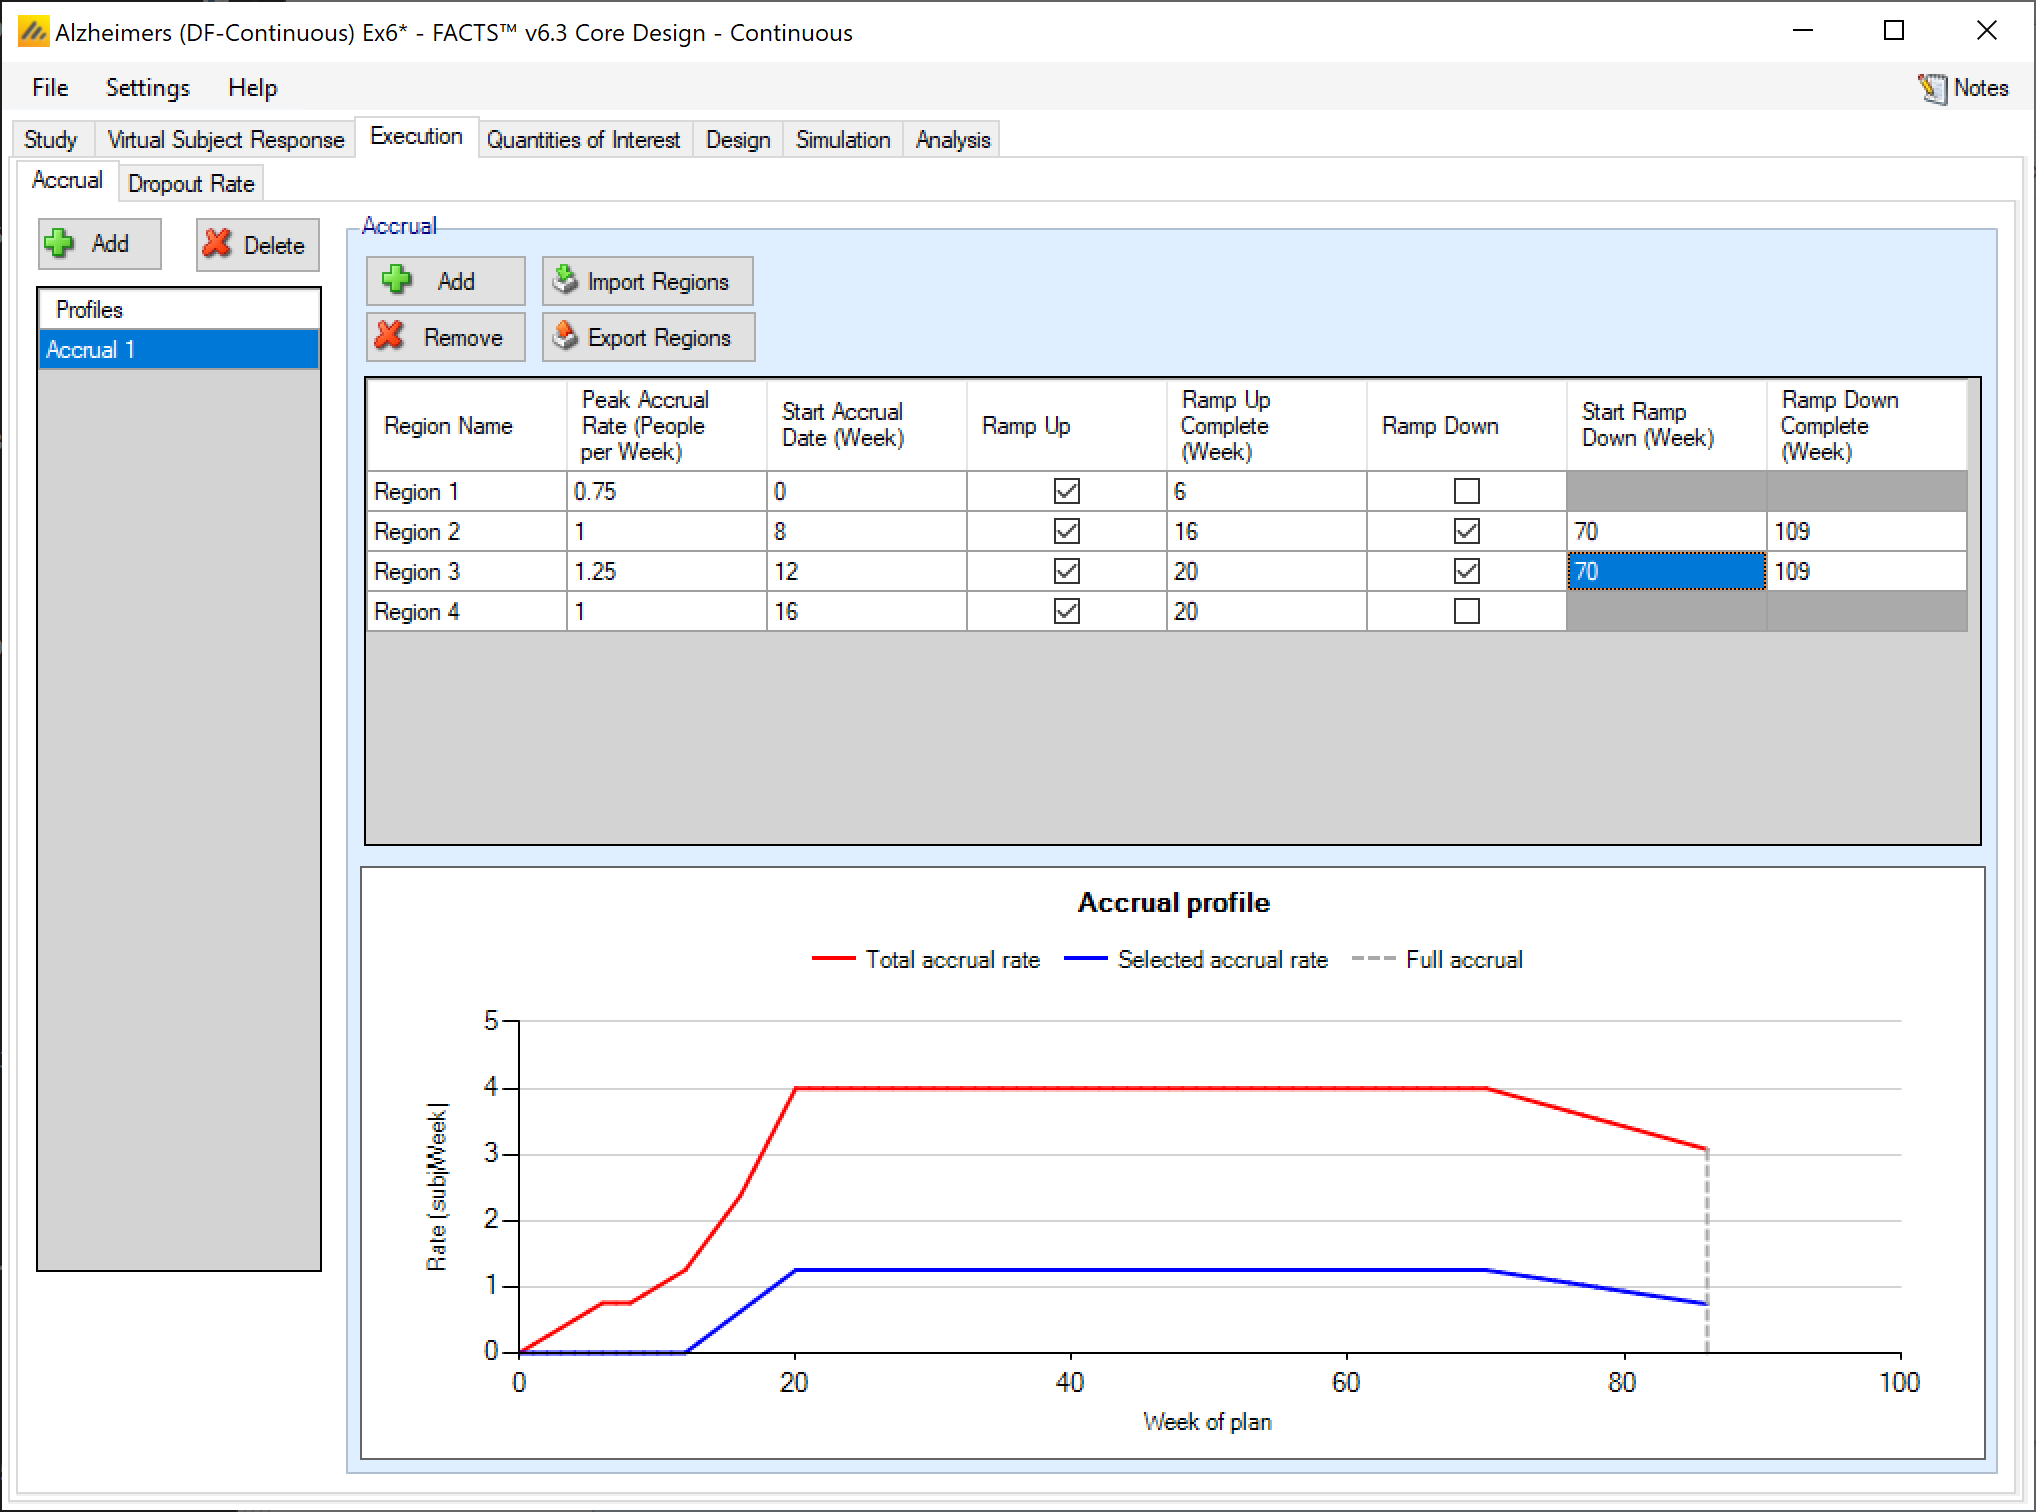 Alzheimers (DF-Continuous) Ex6* - FACTS™ v6.3 Core Design - Continuous
File Settings Help Notes
Study Virtual Subject Response Execution Quantities of Interest Design Simulation Analysis
Accrual Dropout Rate
Add Delete
Profiles
Accrual 1
Accrual
Add Import Regions
Remove Export Regions
Region Name Peak Accrual Rate (People per Week) Start Accrual Date (Week) Ramp Up Ramp Up Complete (Week) Ramp Down Start Ramp Down (Week) Ramp Down Complete (Week)
Region 1 0.75 0 6
Region 2 1 8 16 70 109
Region 3 1.25 12 20 70 109
Region 4 1 16 20
Accrual profile
Total accrual rate Selected accrual rate Full accrual
5
4
3
2
1
0
Rate (subj/Week)
0 20 40 60 80 100
Week of plan